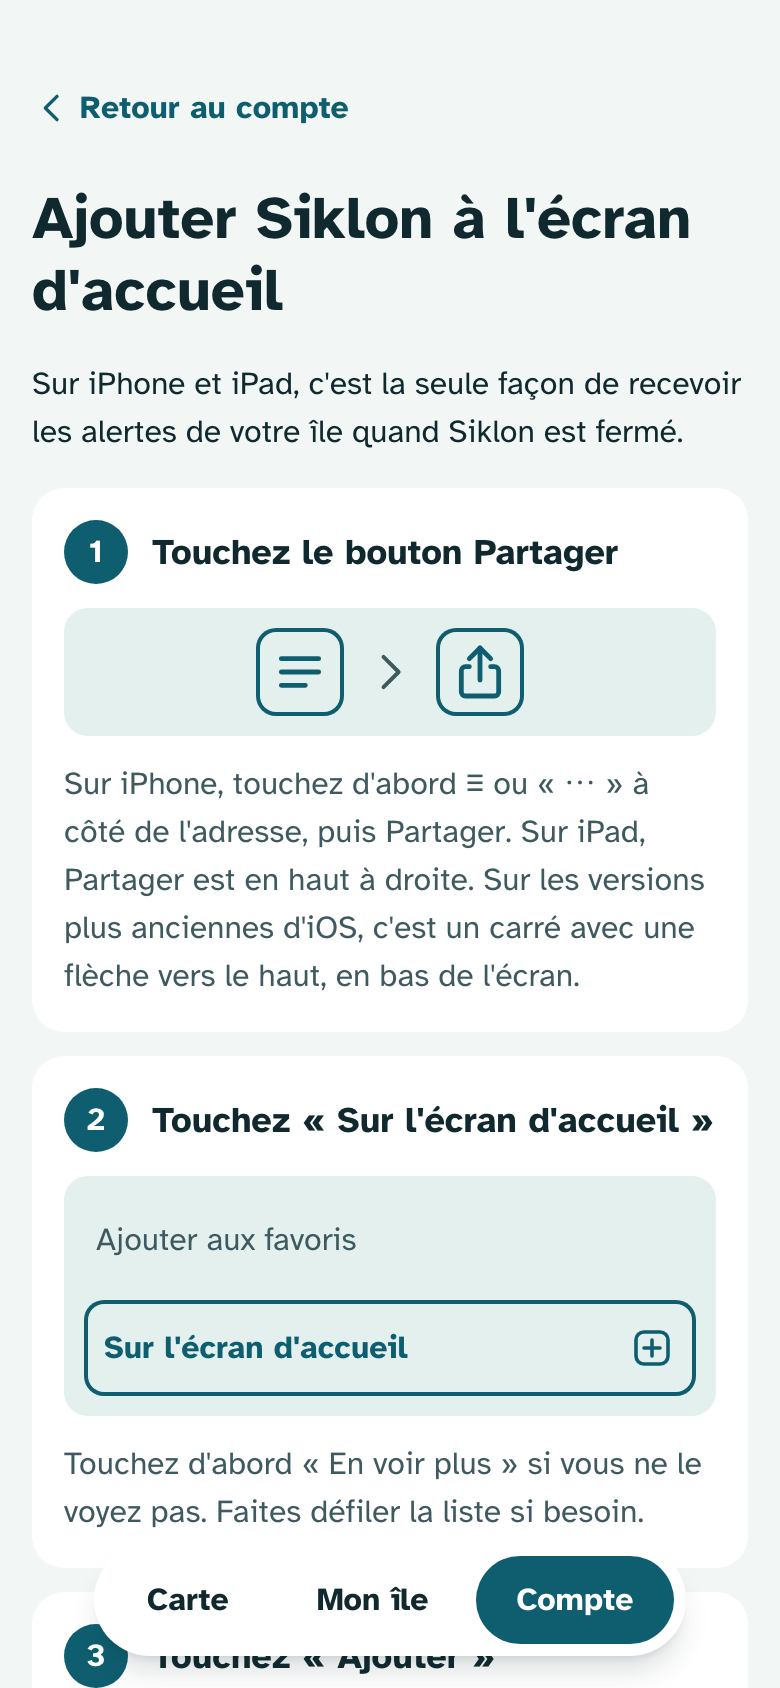 Retour au compte
Ajouter Siklon à l'écran
d'accueil
Sur iPhone et iPad, c'est la seule façon de recevoir
les alertes de votre île quand Siklon est fermé.
1 Touchez le bouton Partager
Sur iPhone, touchez d'abord ☰ ou « ··· » à
côté de l'adresse, puis Partager. Sur iPad,
Partager est en haut à droite. Sur les versions
plus anciennes d'iOS, c'est un carré avec une
flèche vers le haut, en bas de l'écran.
2 Touchez « Sur l'écran d'accueil »
Ajouter aux favoris
Sur l'écran d'accueil
Touchez d'abord « En voir plus » si vous ne le
voyez pas. Faites défiler la liste si besoin.
Carte Mon île Compte
3 Touchez « Ajouter »